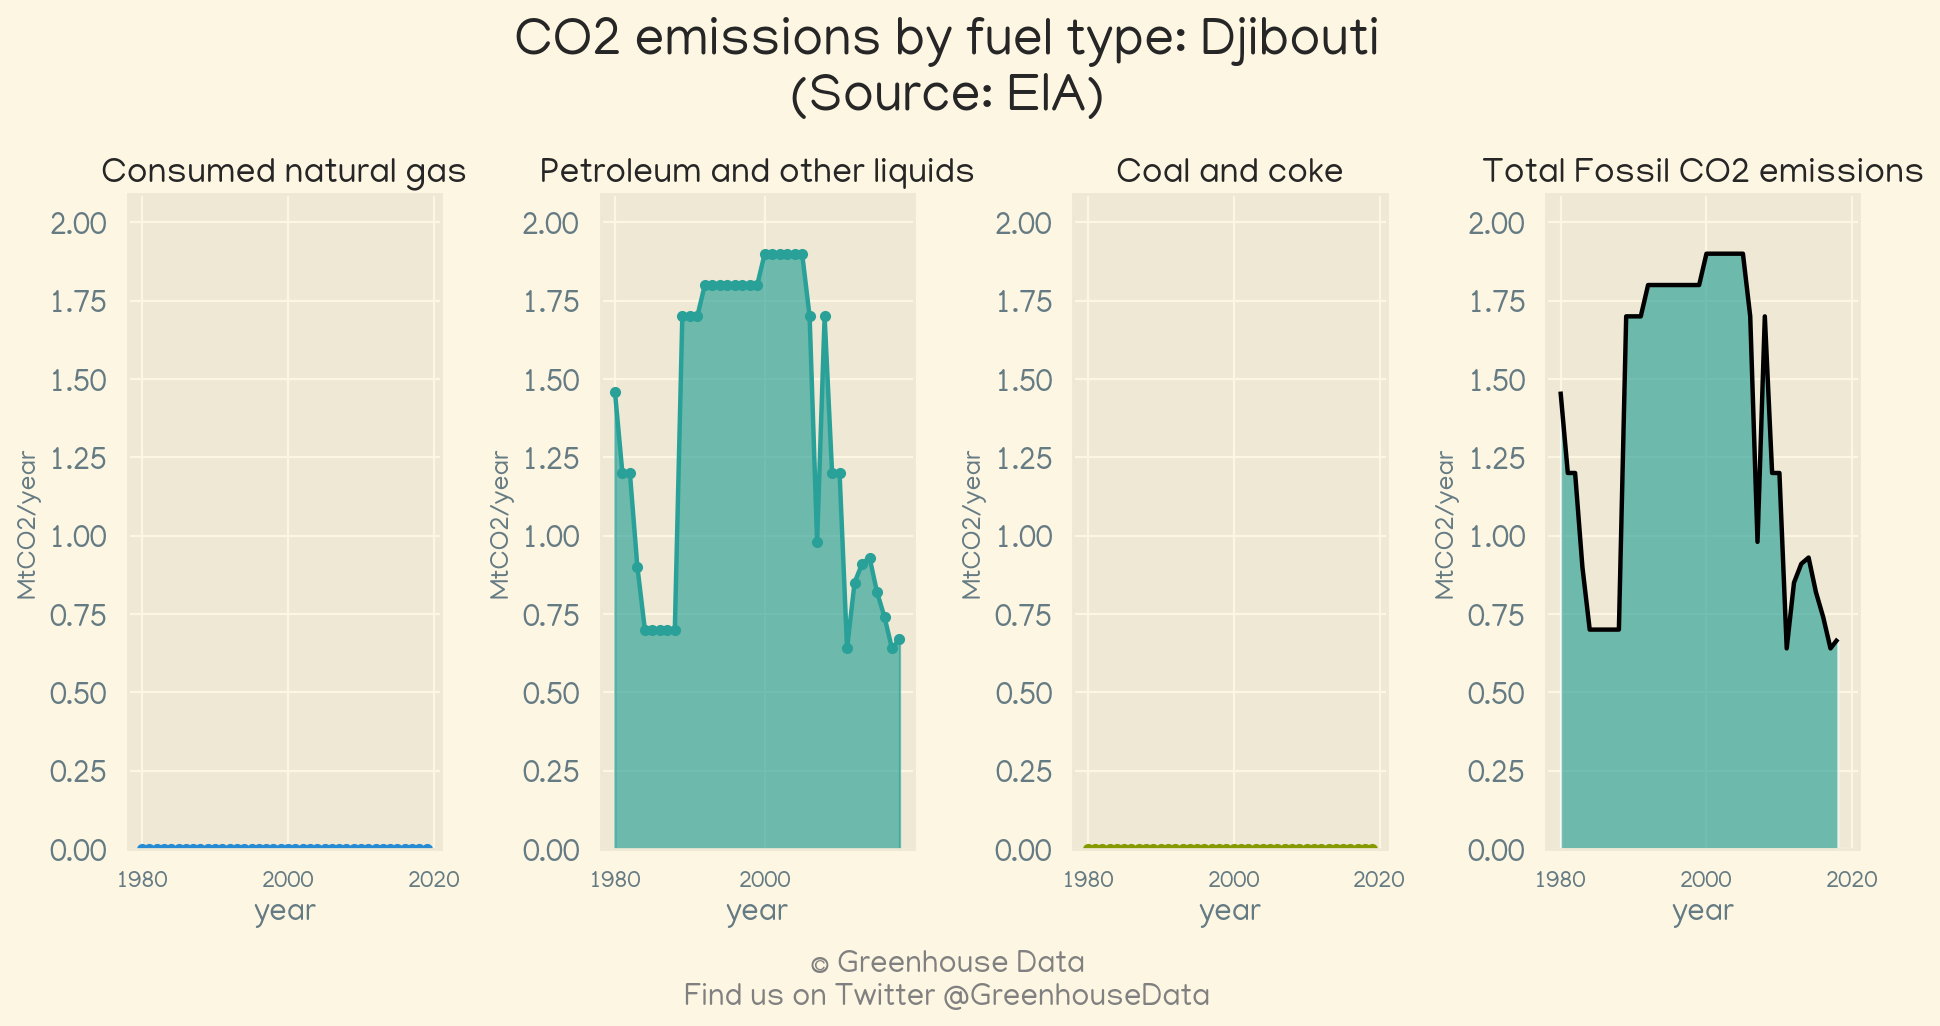 CO2 emissions by fuel type: Djibouti
(Source: EIA)
Consumed natural gas
2.00
1.75
1.50
1.25
1.00
0.75
0.50
0.25
0.00
MtCO2/year
1980 2000 2020
year
Petroleum and other liquids
2.00
1.75
1.50
1.25
1.00
0.75
0.50
0.25
0.00
MtCO2/year
1980 2000
year
Coal and coke
2.00
1.75
1.50
1.25
1.00
0.75
0.50
0.25
0.00
MtCO2/year
1980 2000 2020
year
Total Fossil CO2 emissions
2.00
1.75
1.50
1.25
1.00
0.75
0.50
0.25
0.00
MtCO2/year
1980 2000 2020
year
© Greenhouse Data
Find us on Twitter @GreenhouseData